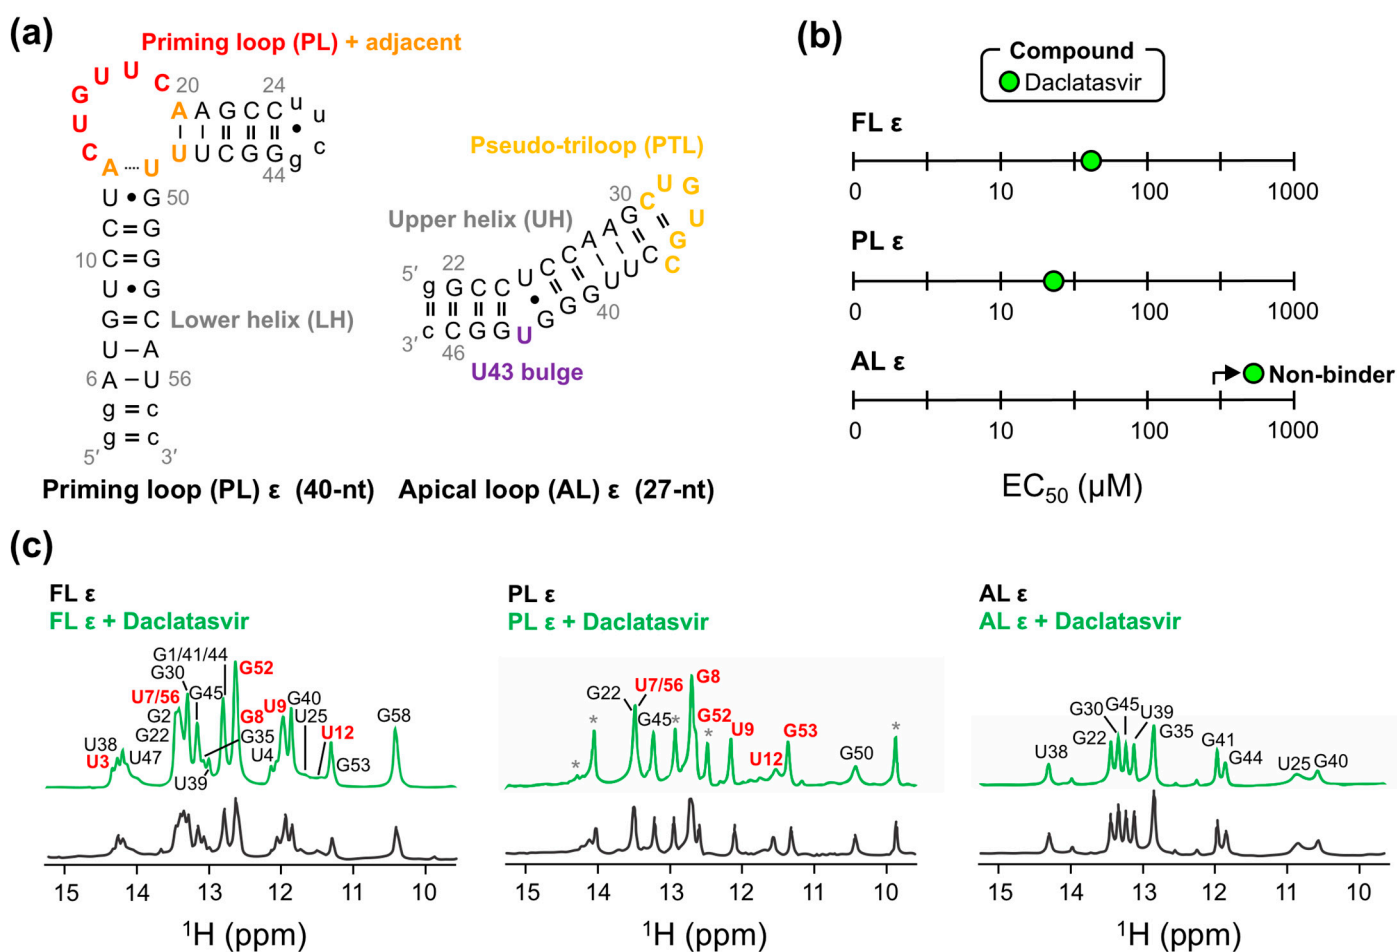 (a)
Priming loop (PL) + adjacent
U U
G C 20 24
U A A G C C u u
C U U C G G g c
A U 44
U • G 50
C G
C G
10 C G
U • G
G = C Lower helix (LH)
U – A
6 A – U 56
g = c
g = c
5′ 3′
Priming loop (PL) ε (40-nt)
Pseudo-triloop (PTL)
Upper helix (UH)
30 C U G U G C
5′ g 22 G C C U C C A A G
3′ c C G G U G G G U U C
46 40
U43 bulge
Apical loop (AL) ε (27-nt)
(b)
Compound
Daclatasvir
FL ε
0 10 100 1000
PL ε
0 10 100 1000
AL ε
Non-binder
0 10 100 1000
EC50 (μM)
(c)
FL ε
FL ε + Daclatasvir
G1/41/44
G30
G52
U7/56 G45
G2 G8 U9 G40
G22 G35 U25 G58
U38 U12
U3 U47 U39 U4 G53
15 14 13 12 11 10
1H (ppm)
PL ε
PL ε + Daclatasvir
G8
U7/56
G22
G45 G52
* * * *
U9 G53
U12
* G50
15 14 13 12 11 10
1H (ppm)
AL ε
AL ε + Daclatasvir
G45
G30 U39
G22 G35
U38 G41
G44 U25 G40
15 14 13 12 11 10
1H (ppm)